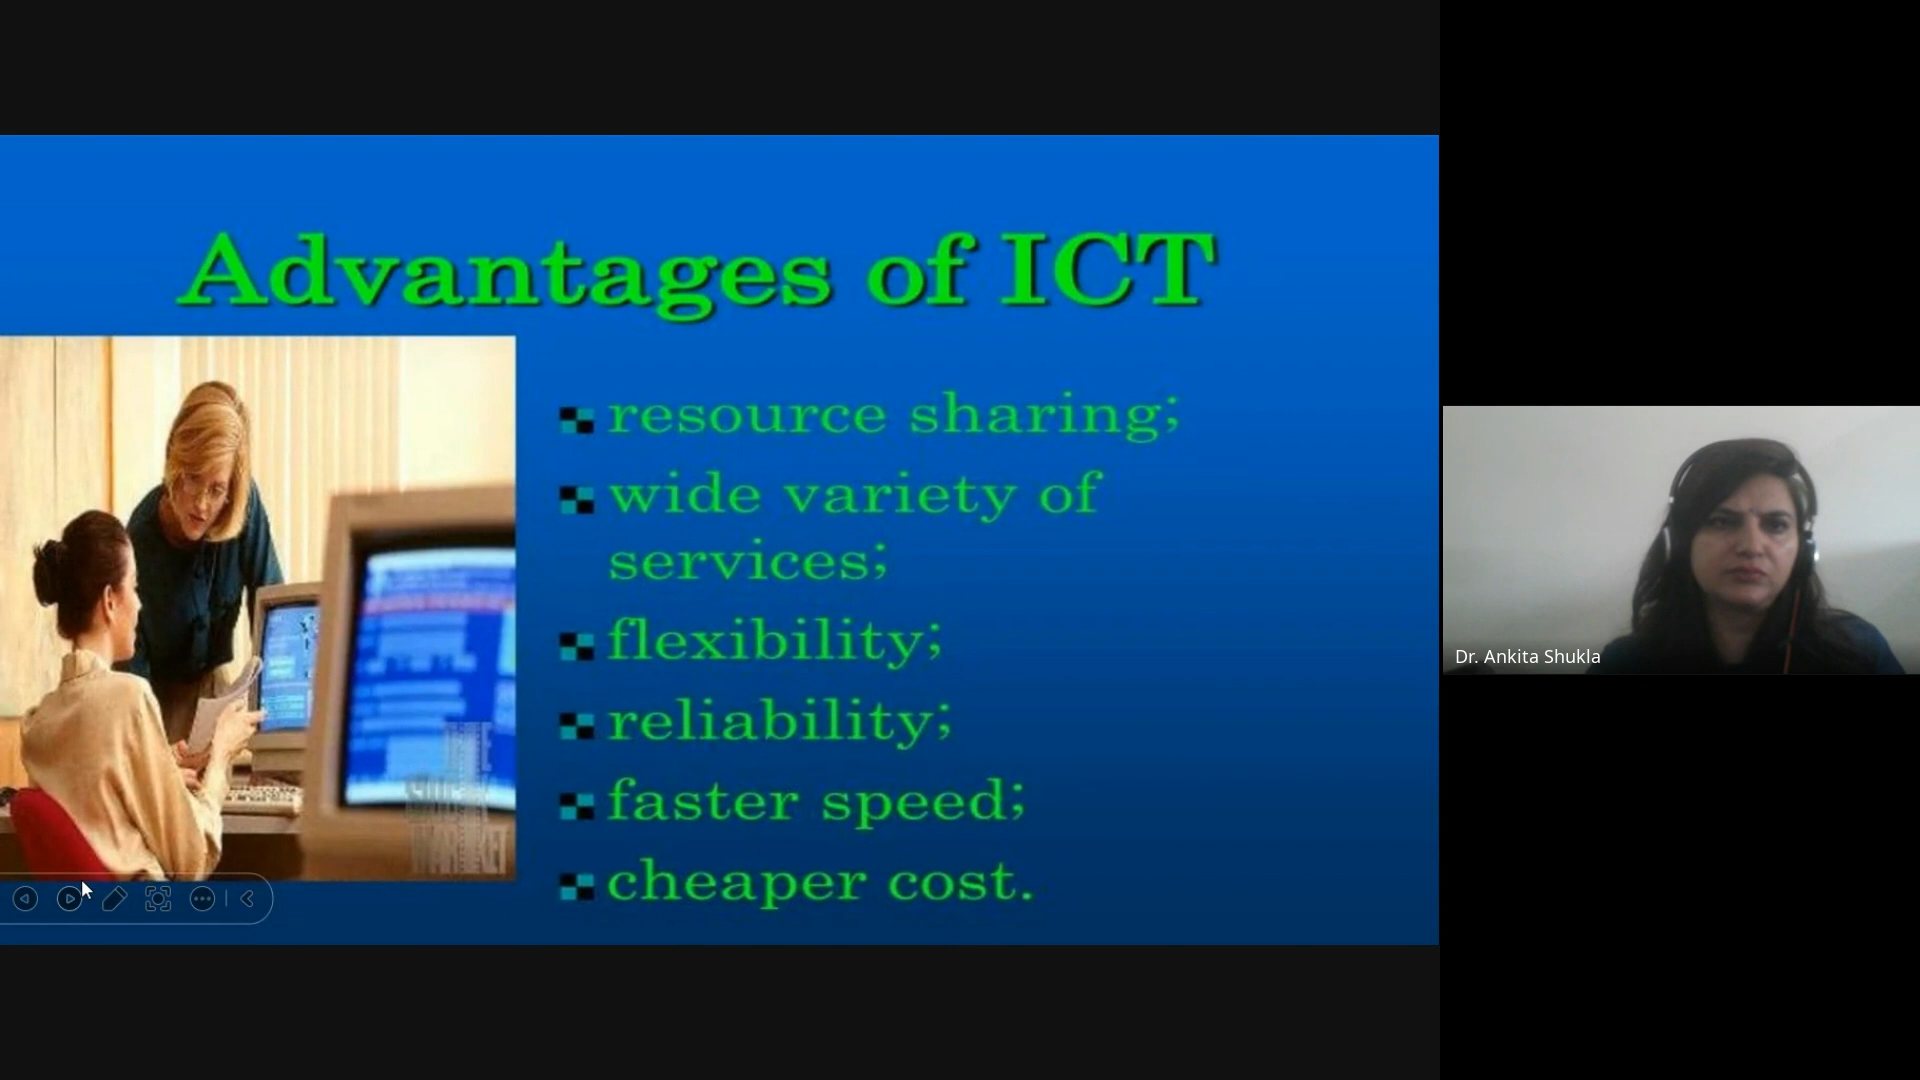 Advantages of ICT
resource sharing;
wide variety of
services;
flexibility;
reliability;
faster speed;
cheaper cost.
Dr. Ankita Shukla